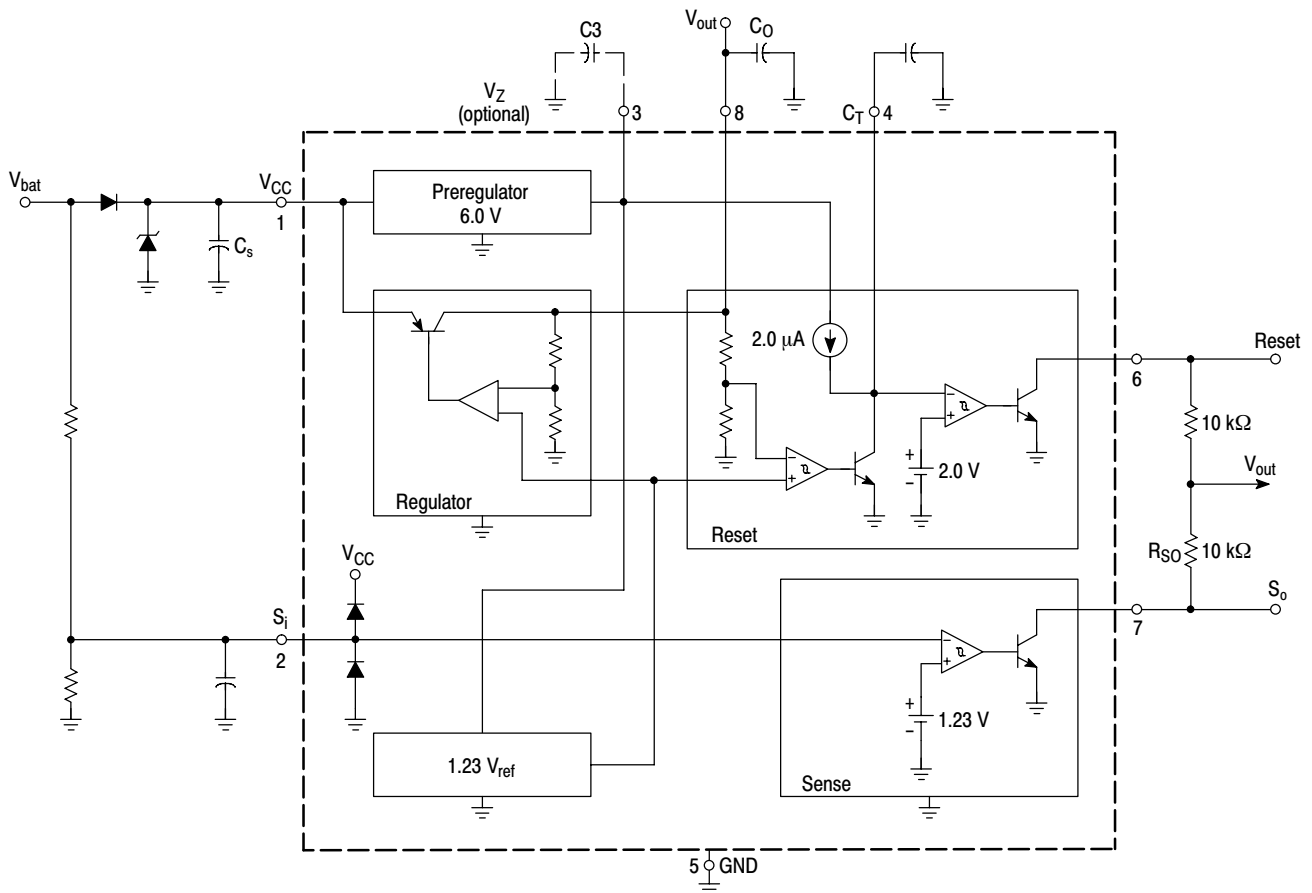 C3
Vout
CO
VZ
(optional)
3
8
CT
4
Vbat
VCC
1
Cs
Preregulator
6.0 V
2.0 μA
Reset
6
10 kΩ
2.0 V
Vout
Regulator
Reset
RSO
10 kΩ
VCC
Si
2
So
7
1.23 V
1.23 Vref
Sense
5
GND